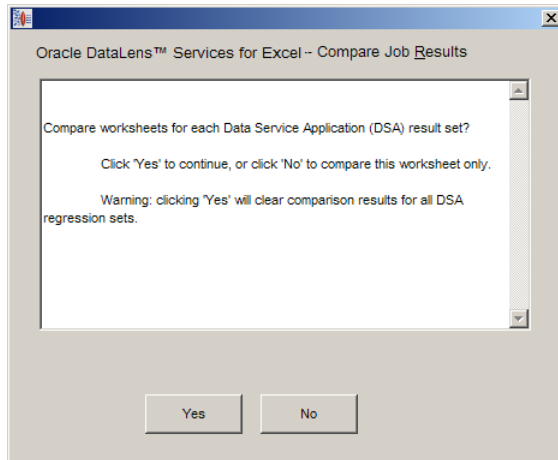 Oracle DataLens™ Services for Excel -- Compare Job Results
Compare worksheets for each Data Service Application (DSA) result set?
Click 'Yes' to continue, or click 'No' to compare this worksheet only.
Warning: clicking 'Yes' will clear comparison results for all DSA
regression sets.
Yes No